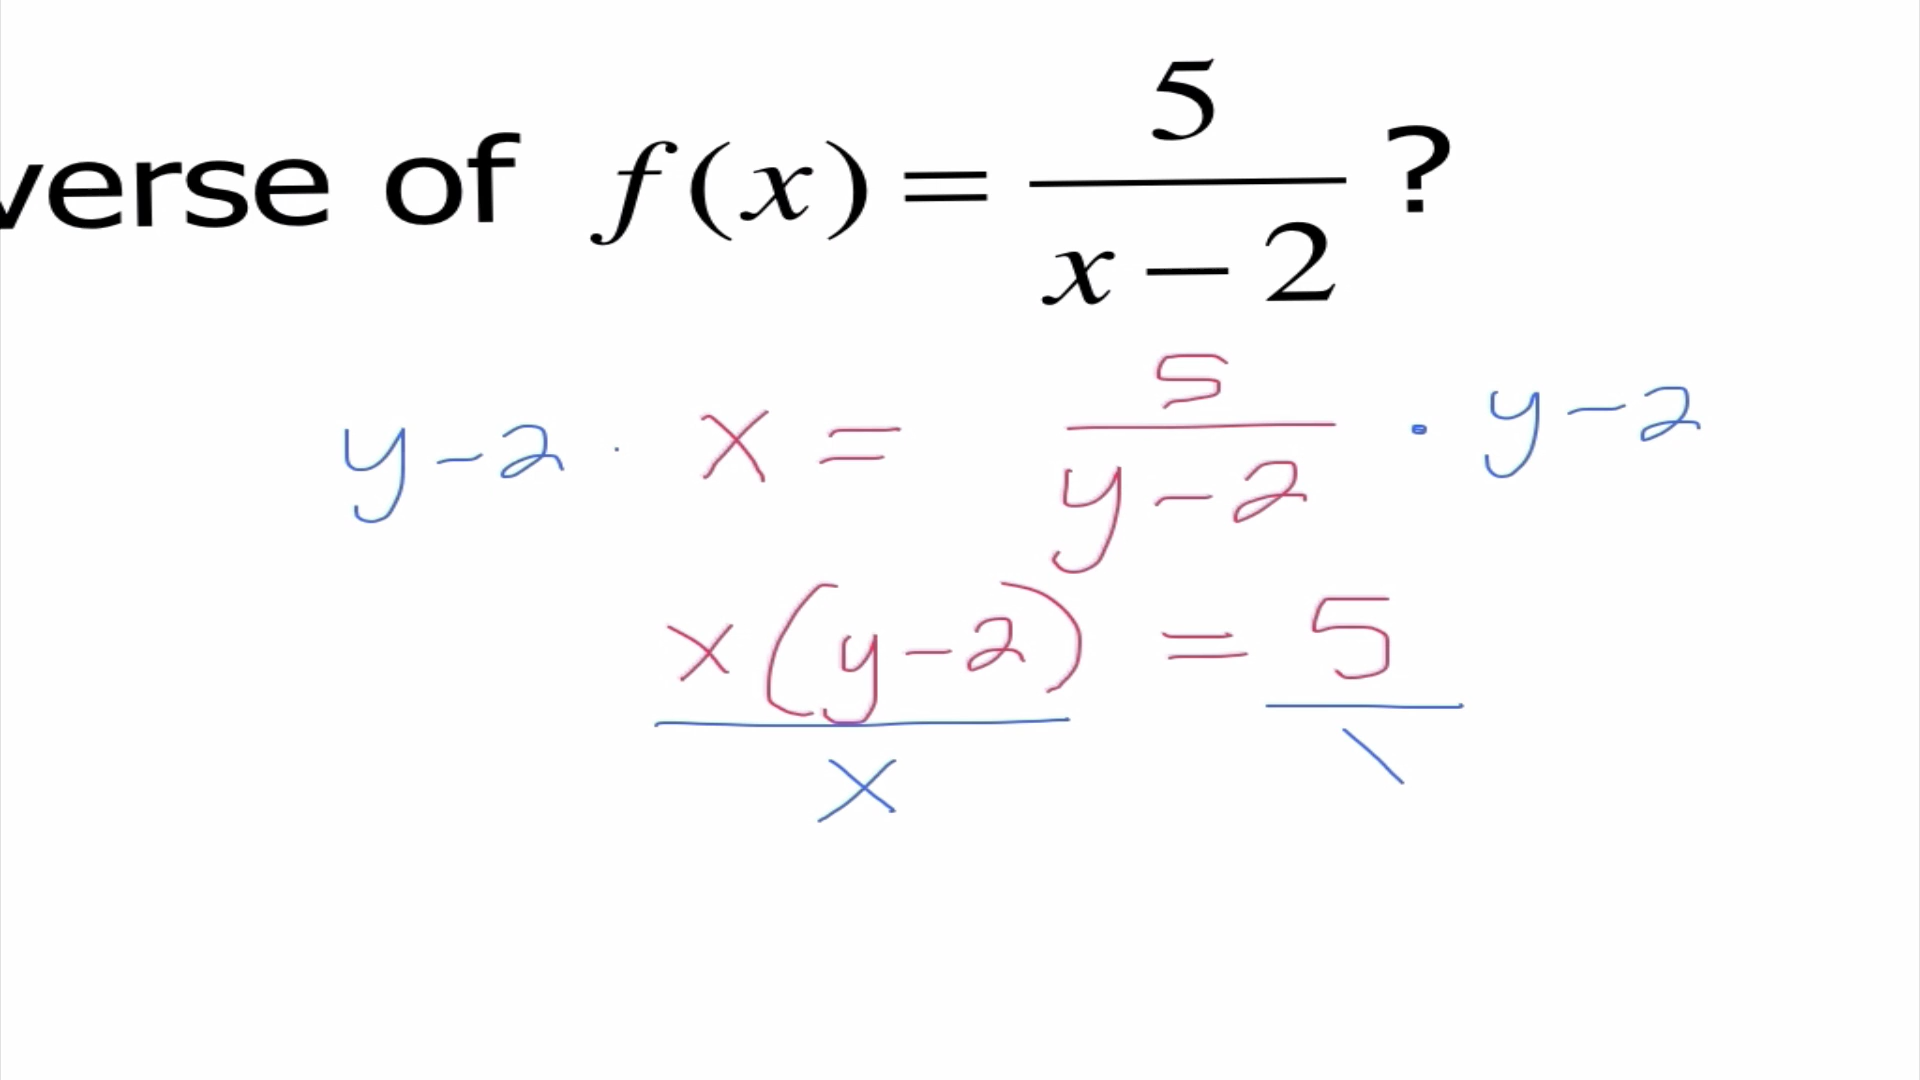 verse of f(x) = 5/(x − 2) ?
y-2 · x = 5/(y-2) · y-2
x(y-2) = 5
x \